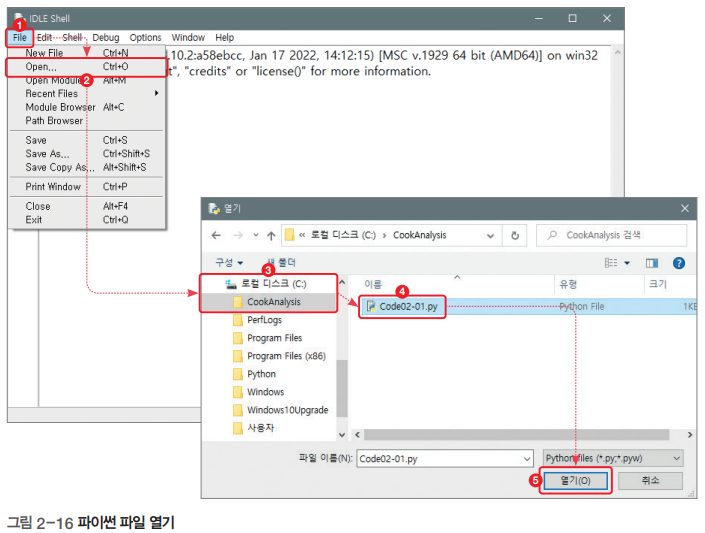 1
IDLE Shell
File Edit Shell Debug Options Window Help
New File Ctrl+N
Open... Ctrl+O
2
Open Module Alt+M
Recent Files
Module Browser Alt+C
Path Browser
Save Ctrl+S
Save As... Ctrl+Shift+S
Save Copy As... Alt+Shift+S
Print Window Ctrl+P
Close Alt+F4
Exit Ctrl+Q
.10.2:a58ebcc, Jan 17 2022, 14:12:15) [MSC v.1929 64 bit (AMD64)] on win32
t", "credits" or "license()" for more information.
열기
« 로컬 디스크 (C:) › CookAnalysis
CookAnalysis 검색
구성 새 폴더
3
로컬 디스크 (C:)
CookAnalysis
PerfLogs
Program Files
Program Files (x86)
Python
Windows
Windows10Upgrade
사용자
이름 유형 크기
4
Code02-01.py Python File 1KB
파일 이름(N): Code02-01.py Python files (*.py;*.pyw)
5
열기(O) 취소
그림 2-16 파이썬 파일 열기